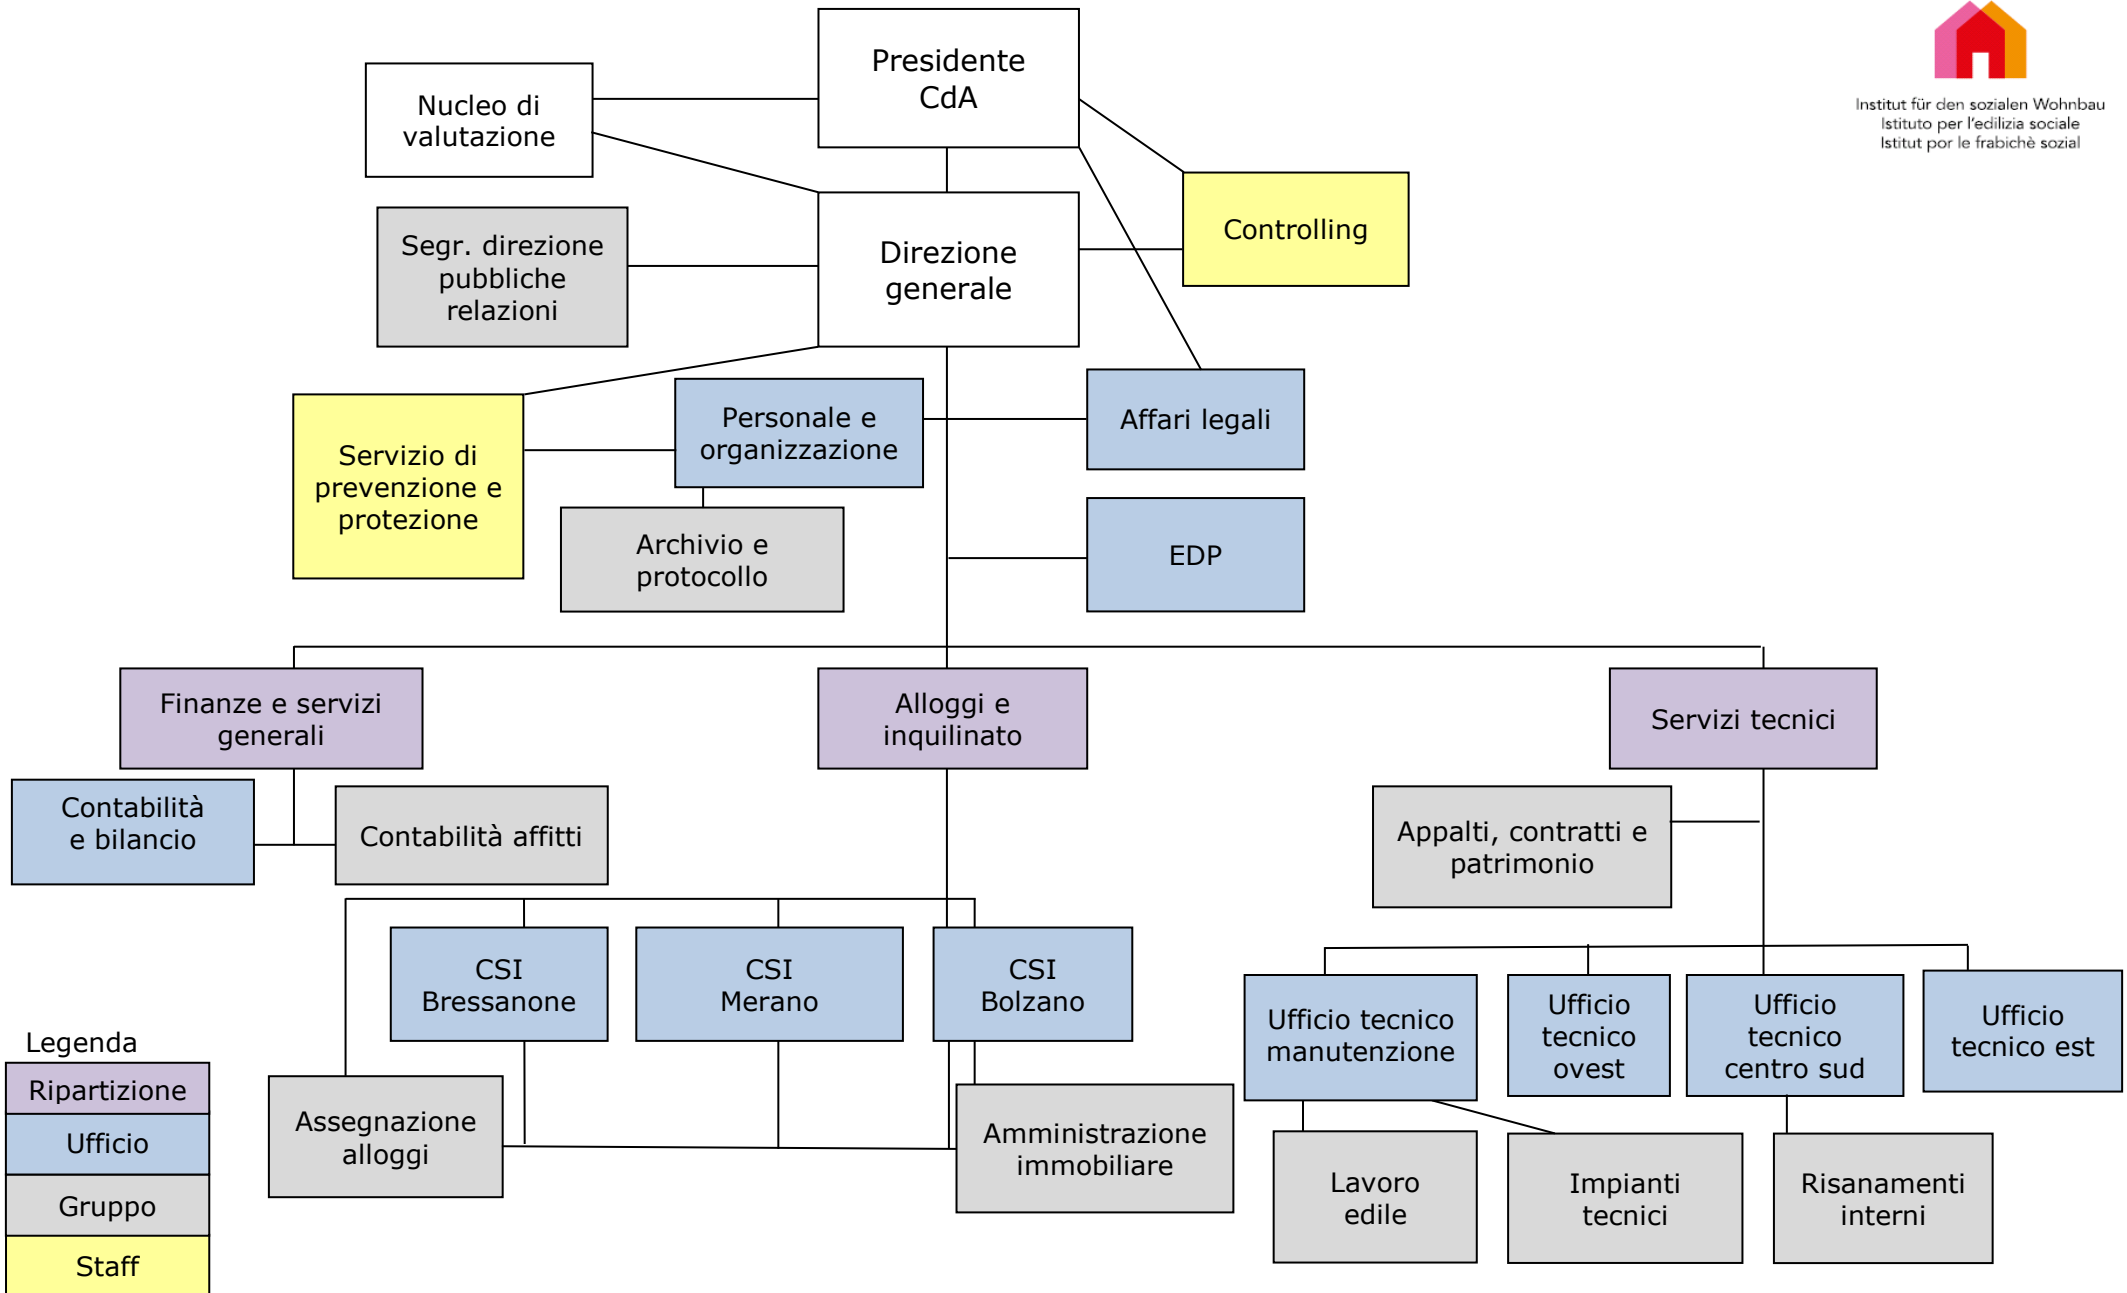 Presidente
CdA
Institut für den sozialen Wohnbau
Istituto per l'edilizia sociale
Istitut por le frabichè sozial
Nucleo di
valutazione
Controlling
Segr. direzione
pubbliche
relazioni
Direzione
generale
Affari legali
Personale e
organizzazione
Servizio di
prevenzione e
protezione
Archivio e
protocollo
EDP
Finanze e servizi
generali
Alloggi e
inquilinato
Servizi tecnici
Contabilità
e bilancio
Contabilità affitti
Appalti, contratti e
patrimonio
CSI
Bressanone
CSI
Merano
CSI
Bolzano
Ufficio tecnico
manutenzione
Ufficio
tecnico
ovest
Ufficio
tecnico
centro sud
Ufficio
tecnico est
Assegnazione
alloggi
Amministrazione
immobiliare
Lavoro
edile
Impianti
tecnici
Risanamenti
interni
Legenda
Ripartizione
Ufficio
Gruppo
Staff